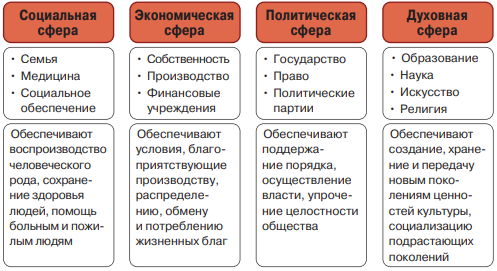 Социальная
сфера
• Семья
• Медицина
• Социальное
обеспечение
Обеспечивают
воспроизводство
человеческого
рода, сохране-
ние здоровья
людей, помощь
больным и пожи-
лым людям
Экономическая
сфера
• Собственность
• Производство
• Финансовые
учреждения
Обеспечивают
условия, благо-
приятствующие
производству,
распределе-
нию, обмену
и потреблению
жизненных благ
Политическая
сфера
• Государство
• Право
• Политические
партии
Обеспечивают
поддержа-
ние порядка,
осуществление
власти, упроче-
ние целостности
общества
Духовная
сфера
• Образование
• Наука
• Искусство
• Религия
Обеспечивают
создание, хране-
ние и передачу
новым поко-
лениям ценно-
стей культуры,
социализацию
подрастающих
поколений